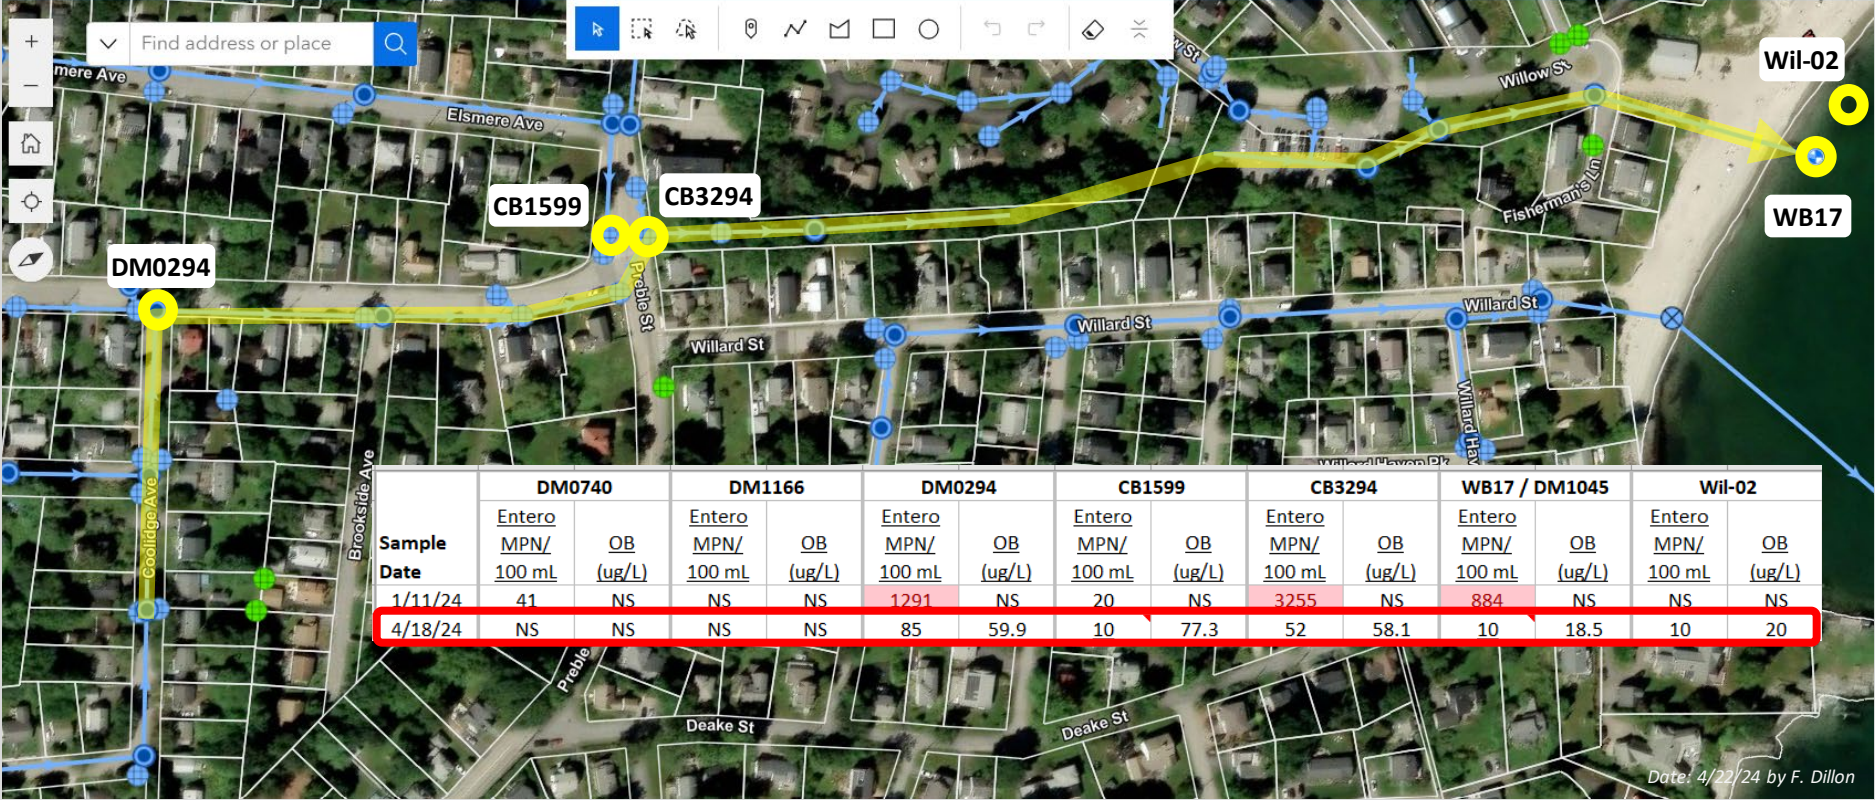 Find address or place
mere Ave
Elsmere Ave
w St
Willow St
Wil-02
CB1599
CB3294
WB17
Fisherman's Ln
DM0294
Preble St
Willard St
Willard St
Willard St
Willard Haven Pk
Willard Hav
Coolidge Ave
Brookside Ave
DM0740 DM1166 DM0294 CB1599 CB3294 WB17 / DM1045 Wil-02
Entero Entero Entero Entero Entero Entero Entero
Sample MPN/ OB MPN/ OB MPN/ OB MPN/ OB MPN/ OB MPN/ OB MPN/ OB
Date 100 mL (ug/L) 100 mL (ug/L) 100 mL (ug/L) 100 mL (ug/L) 100 mL (ug/L) 100 mL (ug/L) 100 mL (ug/L)
1/11/24 41 NS NS NS 1291 NS 20 NS 3255 NS 884 NS NS NS
4/18/24 NS NS NS NS 85 59.9 10 77.3 52 58.1 10 18.5 10 20
Preble
Deake St
Deake St
Date: 4/22/24 by F. Dillon